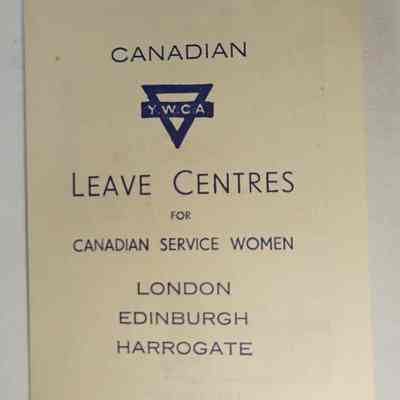 CANADIAN
Y.W.C.A.
LEAVE CENTRES
FOR
CANADIAN SERVICE WOMEN
LONDON
EDINBURGH
HARROGATE